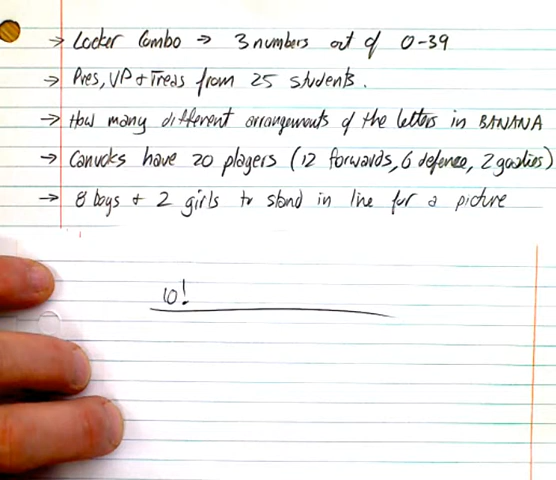 → Locker Combo → 3 numbers out of 0-39
→ Pres, VP + Treas from 25 students.
→ How many different arrangements of the letters in BANANA
→ Canucks have 20 players (12 forwards, 6 defence, 2 goalies)
→ 8 boys + 2 girls to stand in line for a picture
10!